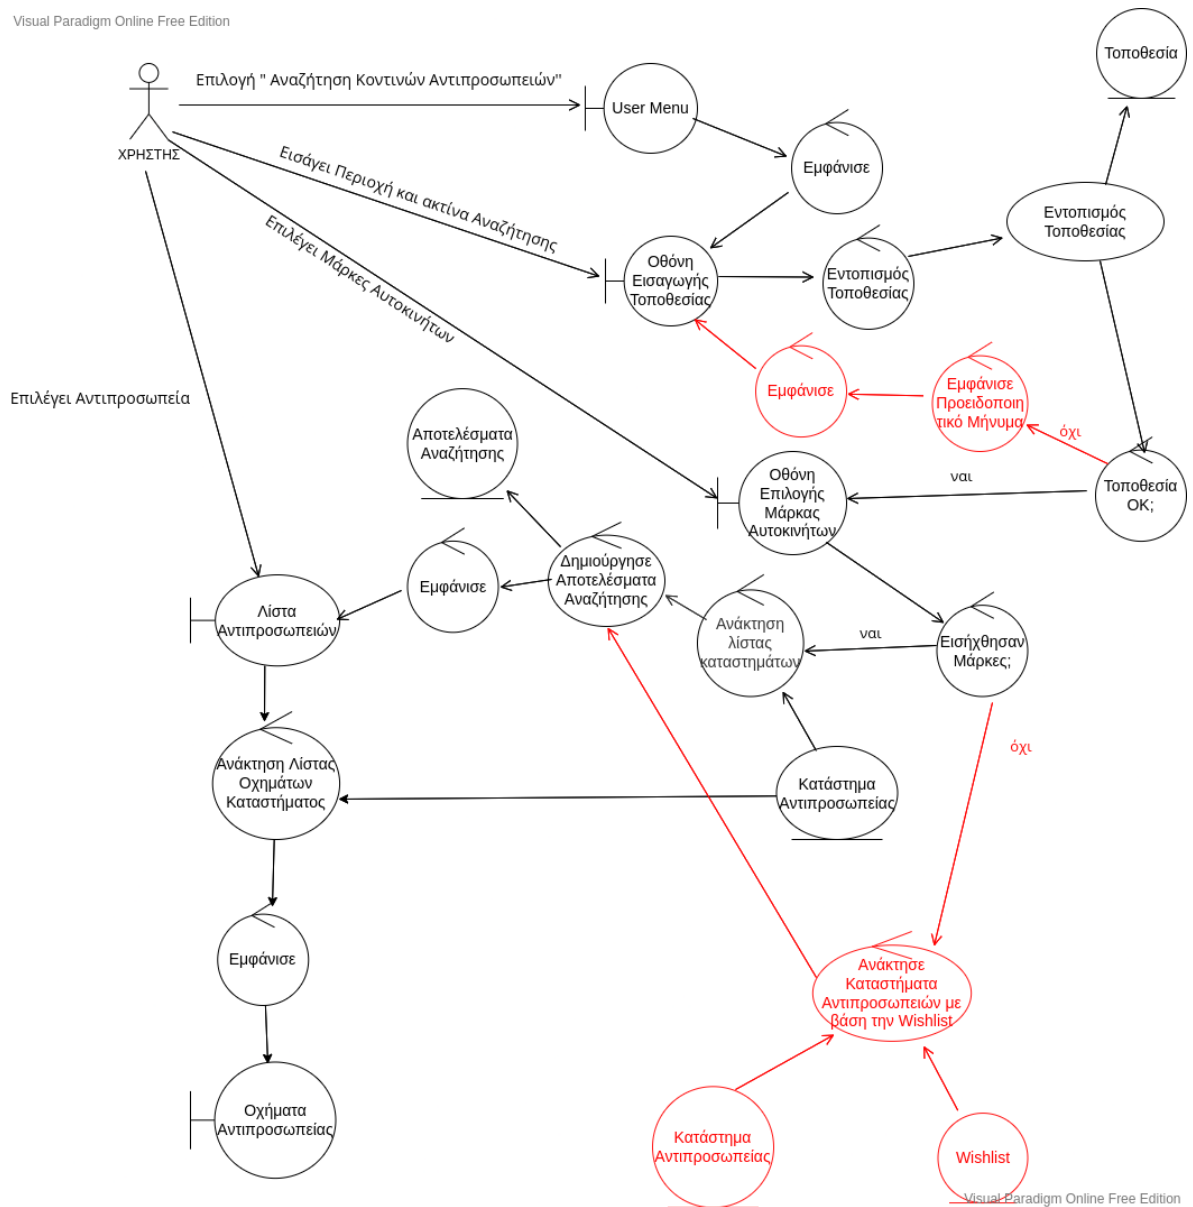 Visual Paradigm Online Free Edition
Τοποθεσία
Επιλογή " Αναζήτηση Κοντινών Αντιπροσωπειών"
User Menu
ΧΡΗΣΤΗΣ
Εμφάνισε
Εισάγει Περιοχή και ακτίνα Αναζήτησης
Επιλέγει Μάρκες Αυτοκινήτων
Εντοπισμός
Τοποθεσίας
Οθόνη
Εισαγωγής
Τοποθεσίας
Εντοπισμός
Τοποθεσίας
Εμφάνισε
Εμφάνισε
Προειδοποιη
τικό Μήνυμα
όχι
Επιλέγει Αντιπροσωπεία
Αποτελέσματα
Αναζήτησης
Οθόνη
Επιλογής
Μάρκας
Αυτοκινήτων
ναι
Τοποθεσία
ΟΚ;
Εμφάνισε
Δημιούργησε
Αποτελέσματα
Αναζήτησης
Λίστα
Αντιπροσωπειών
Ανάκτηση
λίστας
καταστημάτων
ναι
Εισήχθησαν
Μάρκες;
όχι
Ανάκτηση Λίστας
Οχημάτων
Καταστήματος
Κατάστημα
Αντιπροσωπείας
Εμφάνισε
Ανάκτησε
Καταστήματα
Αντιπροσωπειών με
βάση την Wishlist
Οχήματα
Αντιπροσωπείας
Κατάστημα
Αντιπροσωπείας
Wishlist
Visual Paradigm Online Free Edition